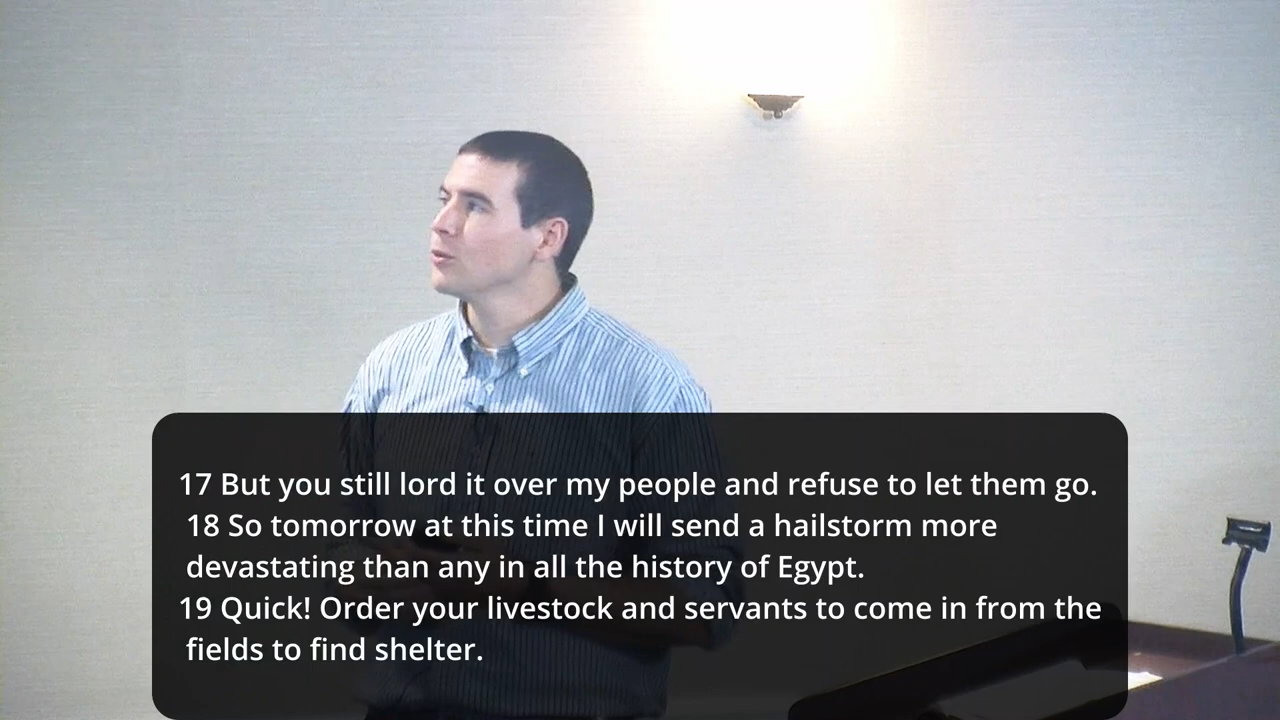 17 But you still lord it over my people and refuse to let them go.
18 So tomorrow at this time I will send a hailstorm more
devastating than any in all the history of Egypt.
19 Quick! Order your livestock and servants to come in from the
fields to find shelter.